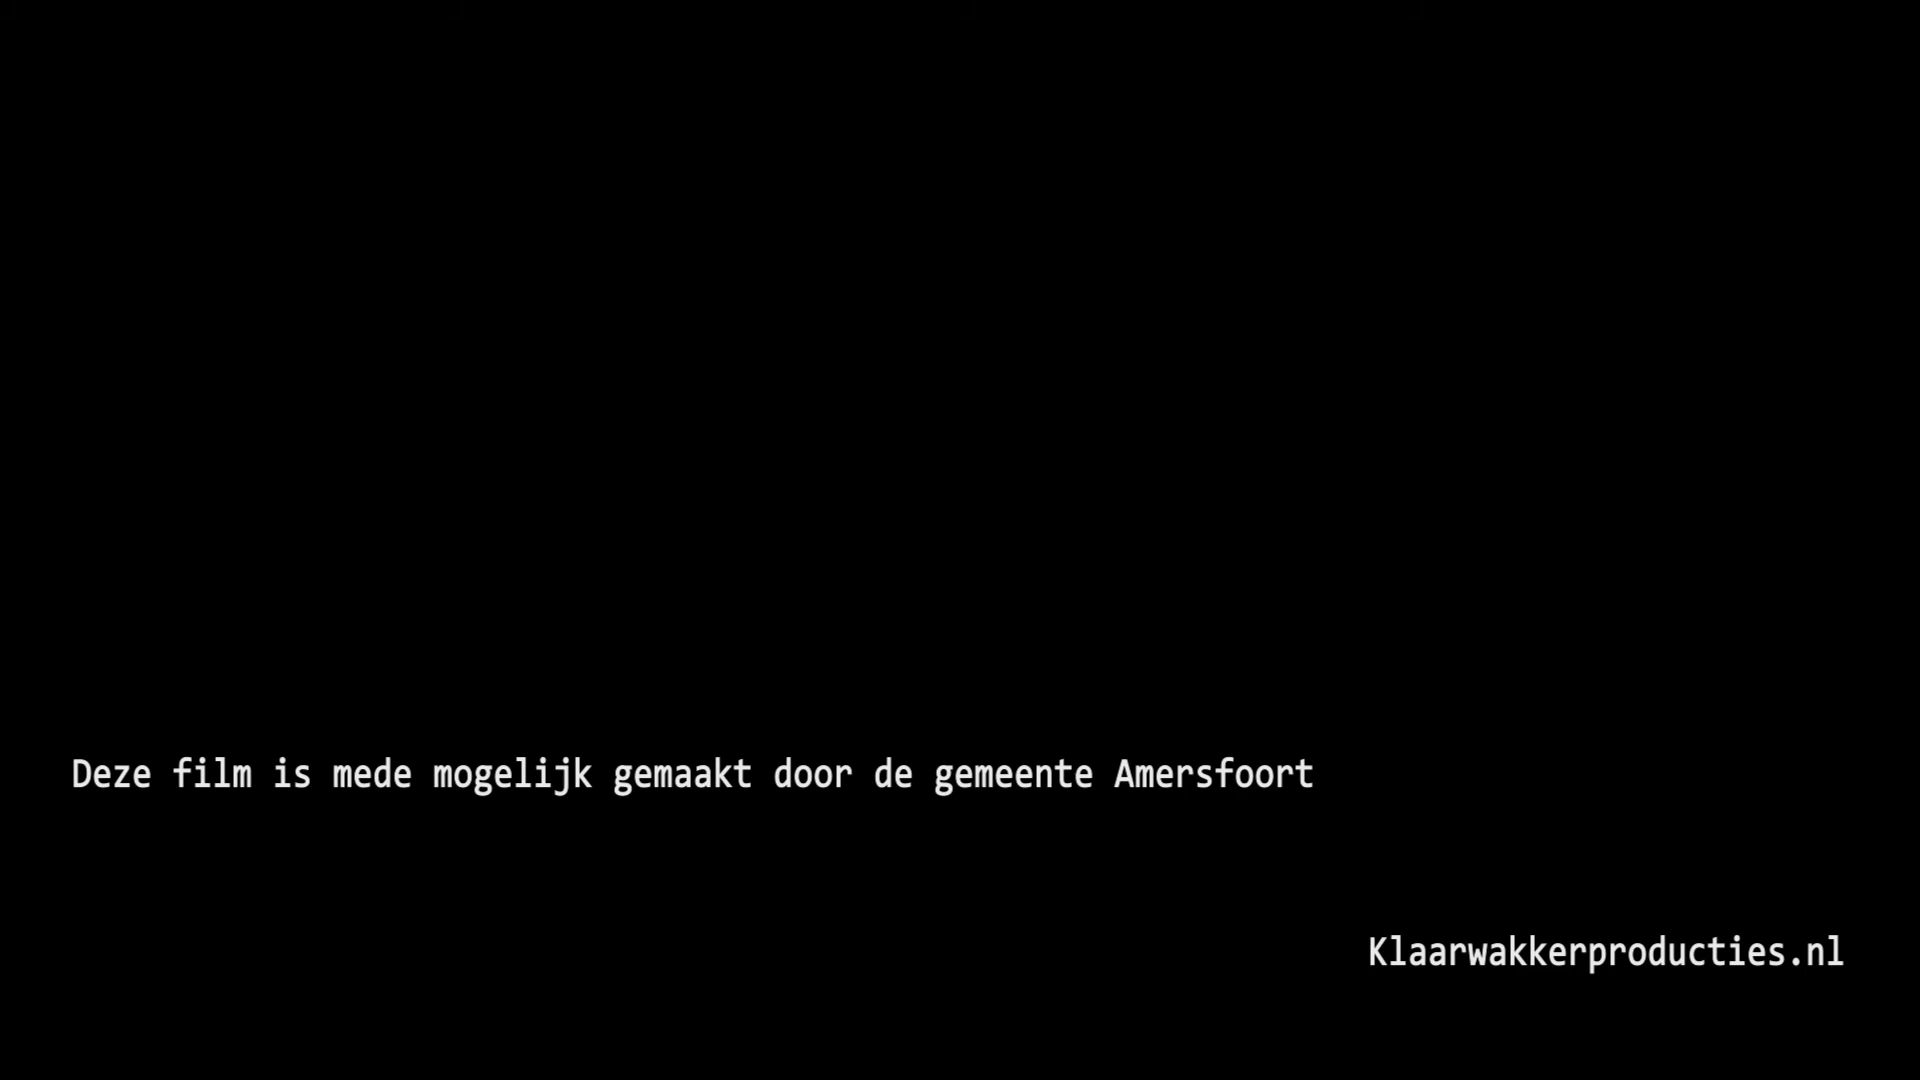 Deze film is mede mogelijk gemaakt door de gemeente Amersfoort
Klaarwakkerproducties.nl